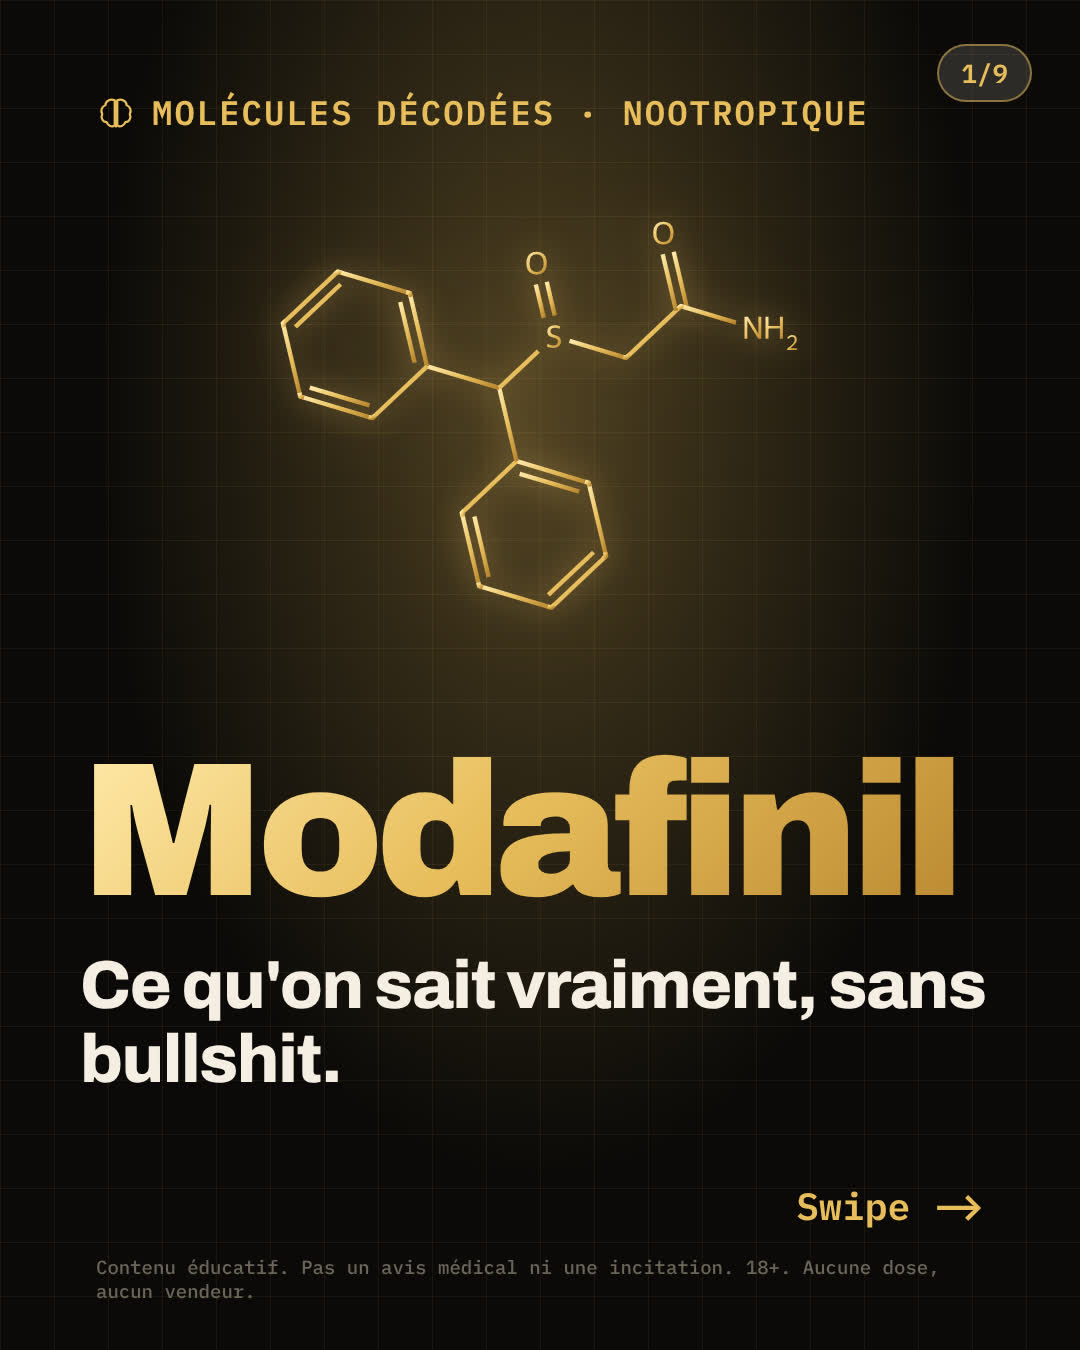 1/9
MOLÉCULES DÉCODÉES · NOOTROPIQUE
O
O
S
NH₂
Modafinil
Ce qu'on sait vraiment, sans
bullshit.
Swipe →
Contenu éducatif. Pas un avis médical ni une incitation. 18+. Aucune dose,
aucun vendeur.